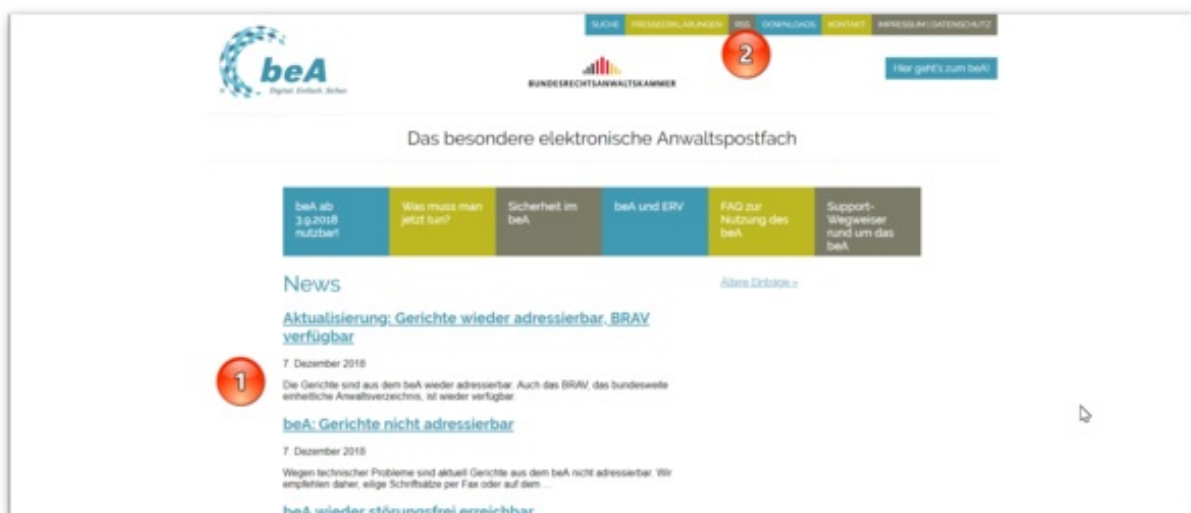 SUCHE PRESSEERKLÄRUNGEN RSS DOWNLOADS KONTAKT IMPRESSUM | DATENSCHUTZ
2
beA
Digital. Einfach. Sicher.
BUNDESRECHTSANWALTSKAMMER
Hier geht's zum beA!
Das besondere elektronische Anwaltspostfach
beA ab
3.9.2018
nutzbar!
Was muss man
jetzt tun?
Sicherheit im
beA
beA und ERV
FAQ zur
Nutzung des
beA
Support-
Wegweiser
rund um das
beA
News
Ältere Einträge »
Aktualisierung: Gerichte wieder adressierbar, BRAV
verfügbar
7. Dezember 2018
1
Die Gerichte sind aus dem beA wieder adressierbar. Auch das BRAV, das bundesweite
einheitliche Anwaltsverzeichnis, ist wieder verfügbar.
beA: Gerichte nicht adressierbar
7. Dezember 2018
Wegen technischer Probleme sind aktuell Gerichte aus dem beA nicht adressierbar. Wir
empfehlen daher, eilige Schriftsätze per Fax oder auf dem ...
beA wieder störungsfrei erreichbar